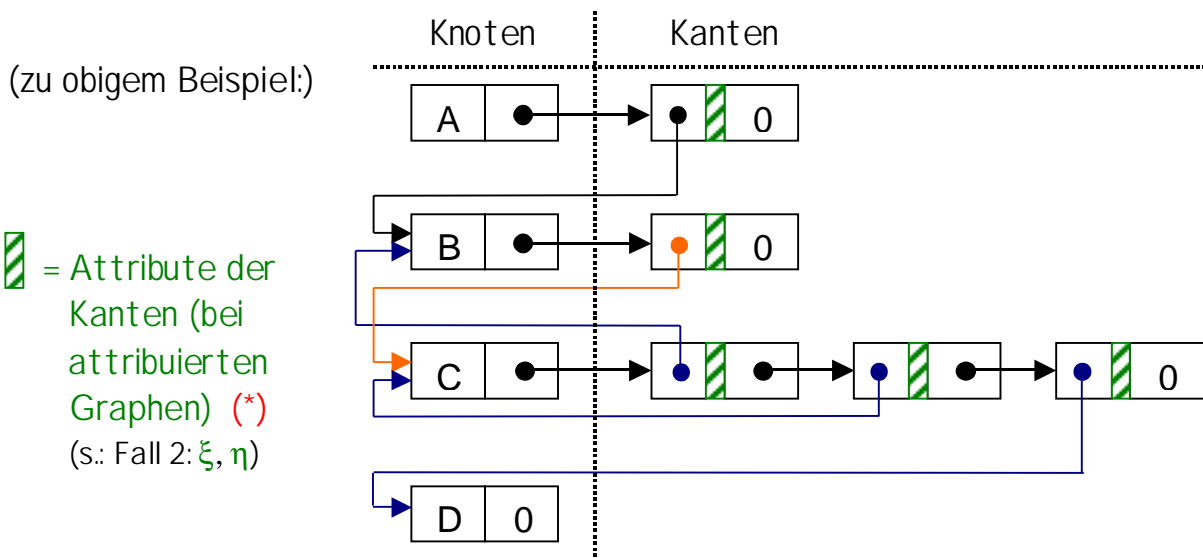 Knoten Kanten
(zu obigem Beispiel:)
A 0
B 0
= Attribute der
Kanten (bei
attribuierten
Graphen) (*)
(s.: Fall 2: ξ, η)
C 0
D 0